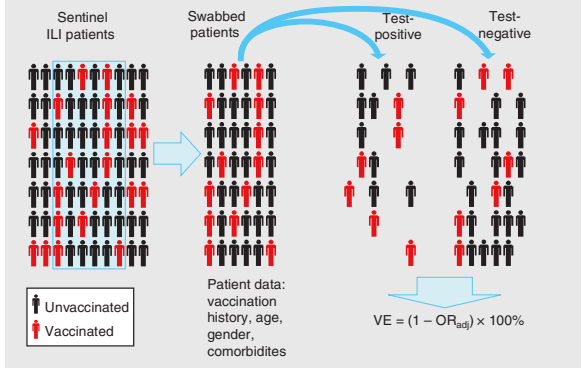 Sentinel
ILI patients
Swabbed
patients
Test-
positive
Test-
negative
Unvaccinated
Vaccinated
Patient data:
vaccination
history, age,
gender,
comorbidites
VE = (1 – ORadj) × 100%